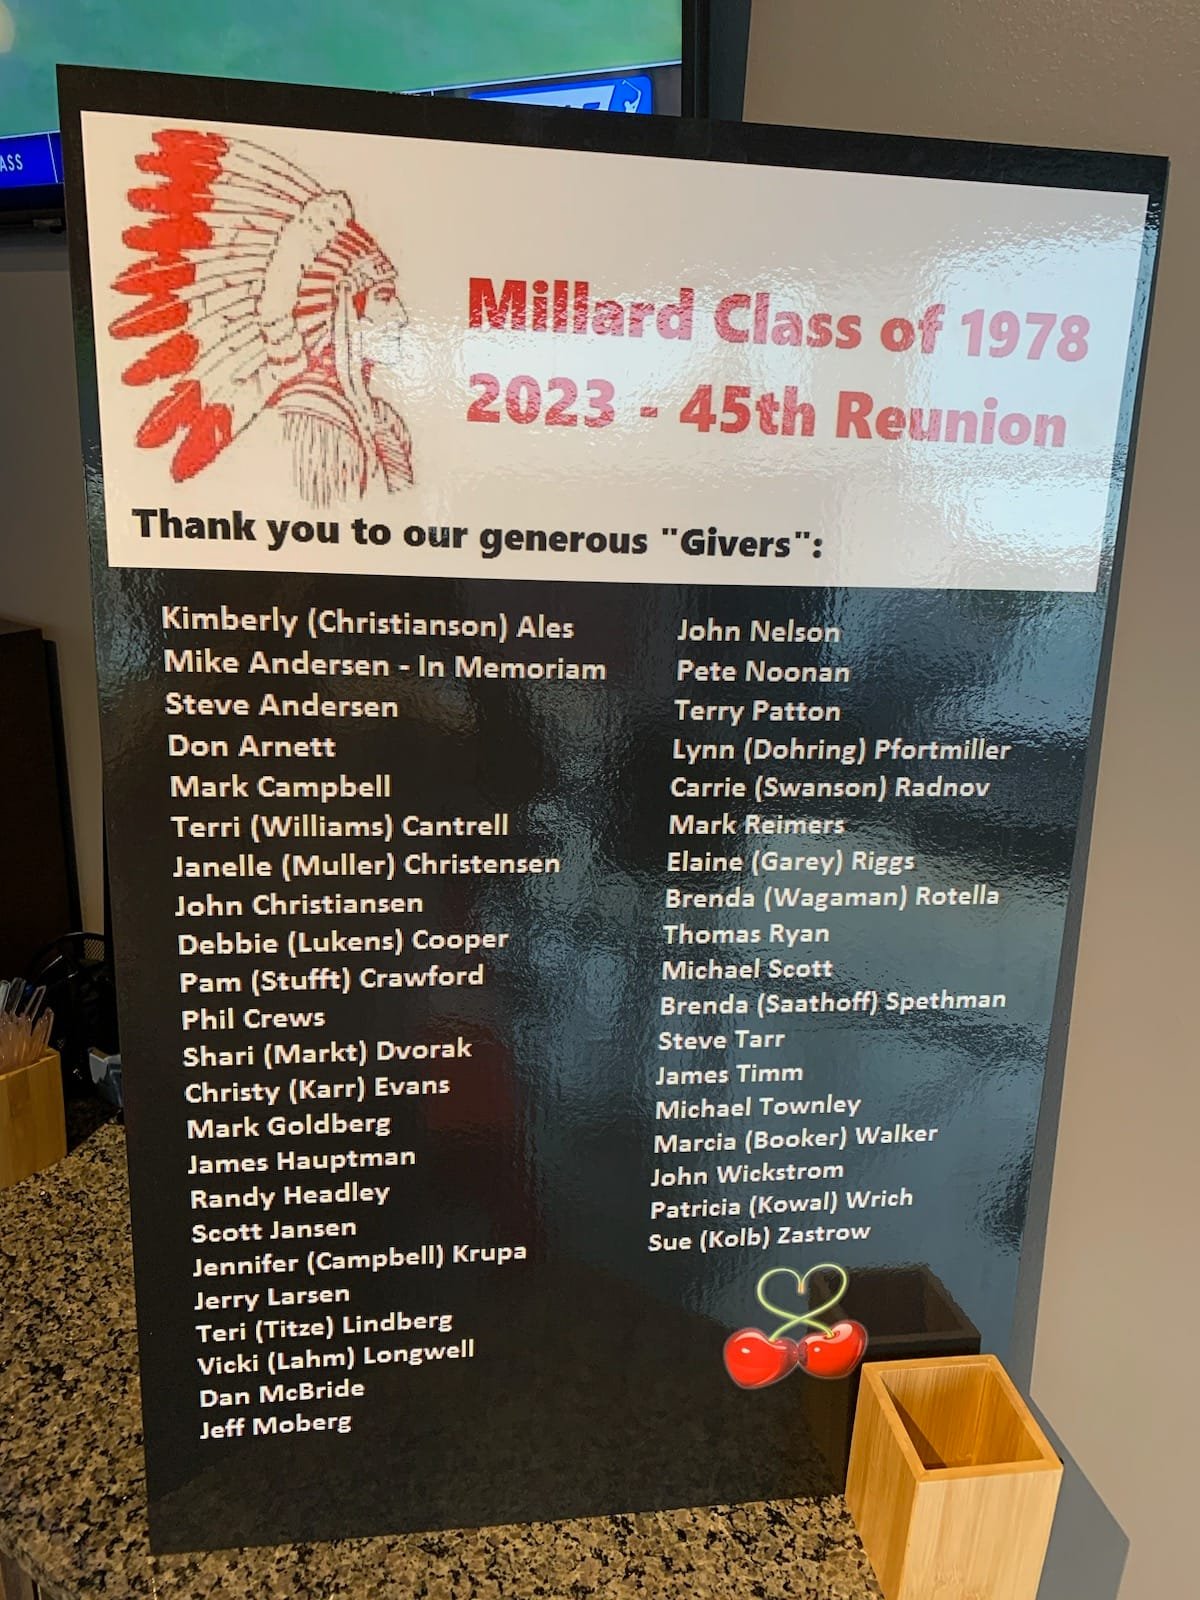 ASS
Millard Class of 1978
2023 - 45th Reunion
Thank you to our generous "Givers":
Kimberly (Christianson) Ales
Mike Andersen - In Memoriam
Steve Andersen
Don Arnett
Mark Campbell
Terri (Williams) Cantrell
Janelle (Muller) Christensen
John Christiansen
Debbie (Lukens) Cooper
Pam (Stufft) Crawford
Phil Crews
Shari (Markt) Dvorak
Christy (Karr) Evans
Mark Goldberg
James Hauptman
Randy Headley
Scott Jansen
Jennifer (Campbell) Krupa
Jerry Larsen
Teri (Titze) Lindberg
Vicki (Lahm) Longwell
Dan McBride
Jeff Moberg
John Nelson
Pete Noonan
Terry Patton
Lynn (Dohring) Pfortmiller
Carrie (Swanson) Radnov
Mark Reimers
Elaine (Garey) Riggs
Brenda (Wagaman) Rotella
Thomas Ryan
Michael Scott
Brenda (Saathoff) Spethman
Steve Tarr
James Timm
Michael Townley
Marcia (Booker) Walker
John Wickstrom
Patricia (Kowal) Wrich
Sue (Kolb) Zastrow